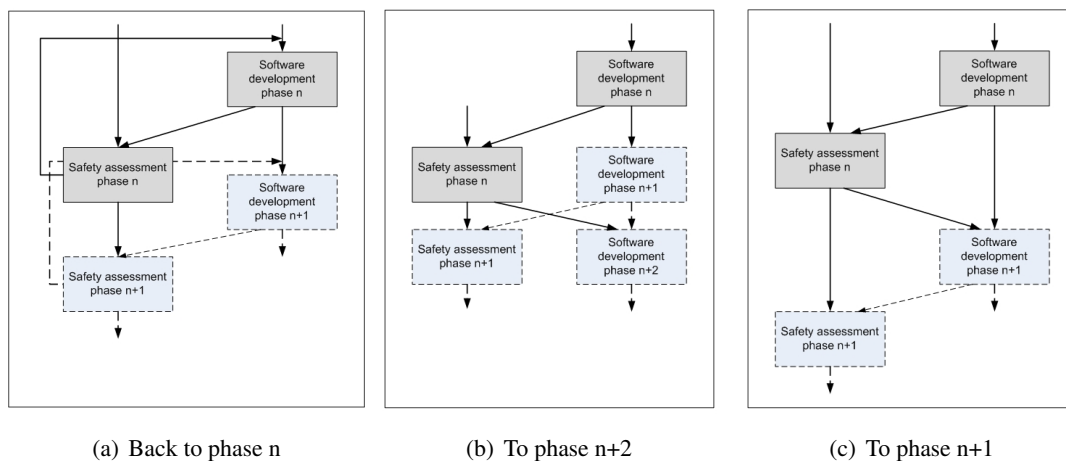 Software
development
phase n
Safety assessment
phase n
Software
development
phase n+1
Safety assessment
phase n+1
(a) Back to phase n
Software
development
phase n
Safety assessment
phase n
Software
development
phase n+1
Safety assessment
phase n+1
Software
development
phase n+2
(b) To phase n+2
Software
development
phase n
Safety assessment
phase n
Software
development
phase n+1
Safety assessment
phase n+1
(c) To phase n+1